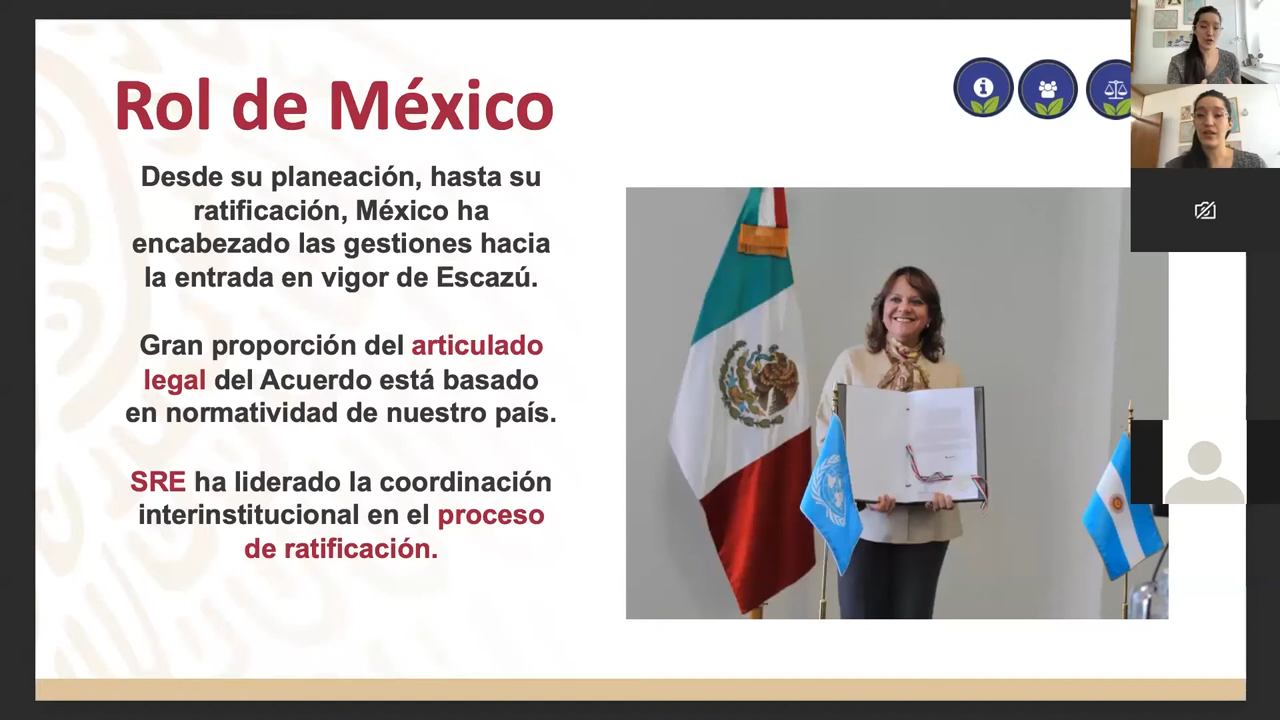 Rol de México
Desde su planeación, hasta su
ratificación, México ha
encabezado las gestiones hacia
la entrada en vigor de Escazú.
Gran proporción del articulado
legal del Acuerdo está basado
en normatividad de nuestro país.
SRE ha liderado la coordinación
interinstitucional en el proceso
de ratificación.